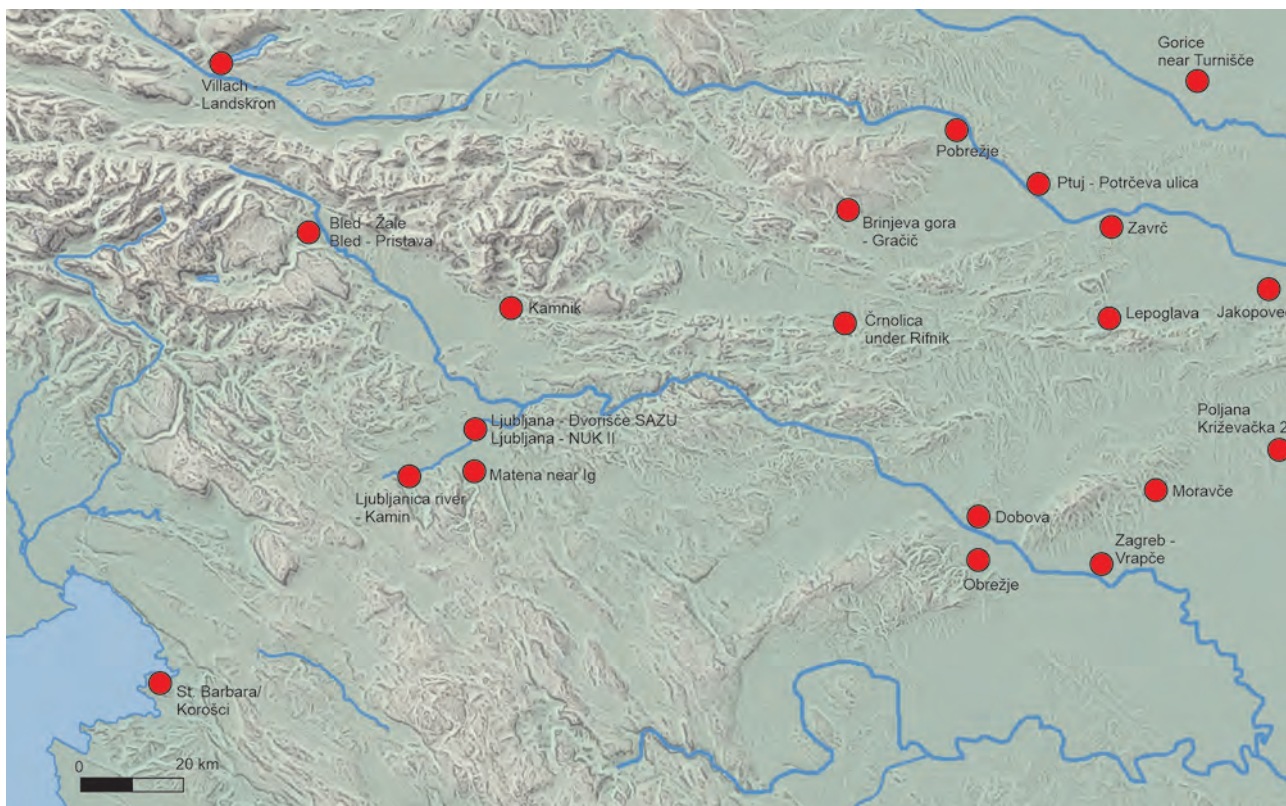 Gorice
near Turnišče
Villach -
- Landskron
Pobrežje
Ptuj - Potrčeva ulica
Bled - Žale
Bled - Pristava
Brinjeva gora
- Gračič
Zavrč
Kamnik
Črnolica
under Rifnik
Lepoglava
Jakopovec
Ljubljana - Dvorišče SAZU
Ljubljana - NUK II
Poljana
Križevačka 2
Matena near Ig
Ljubljanica river
- Kamin
Moravče
Dobova
Zagreb -
Vrapče
Obrežje
St. Barbara/
Korošci
0
20 km